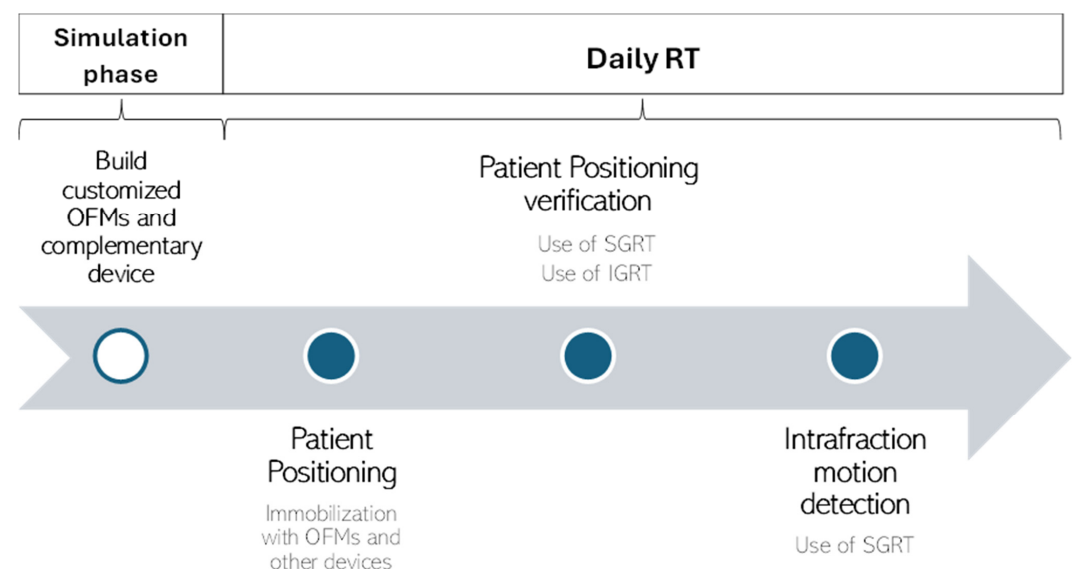 Simulation
phase
Daily RT
Build
customized
OFMs and
complementary
device
Patient Positioning
verification
Use of SGRT
Use of IGRT
Patient
Positioning
Immobilization
with OFMs and
other devices
Intrafraction
motion
detection
Use of SGRT